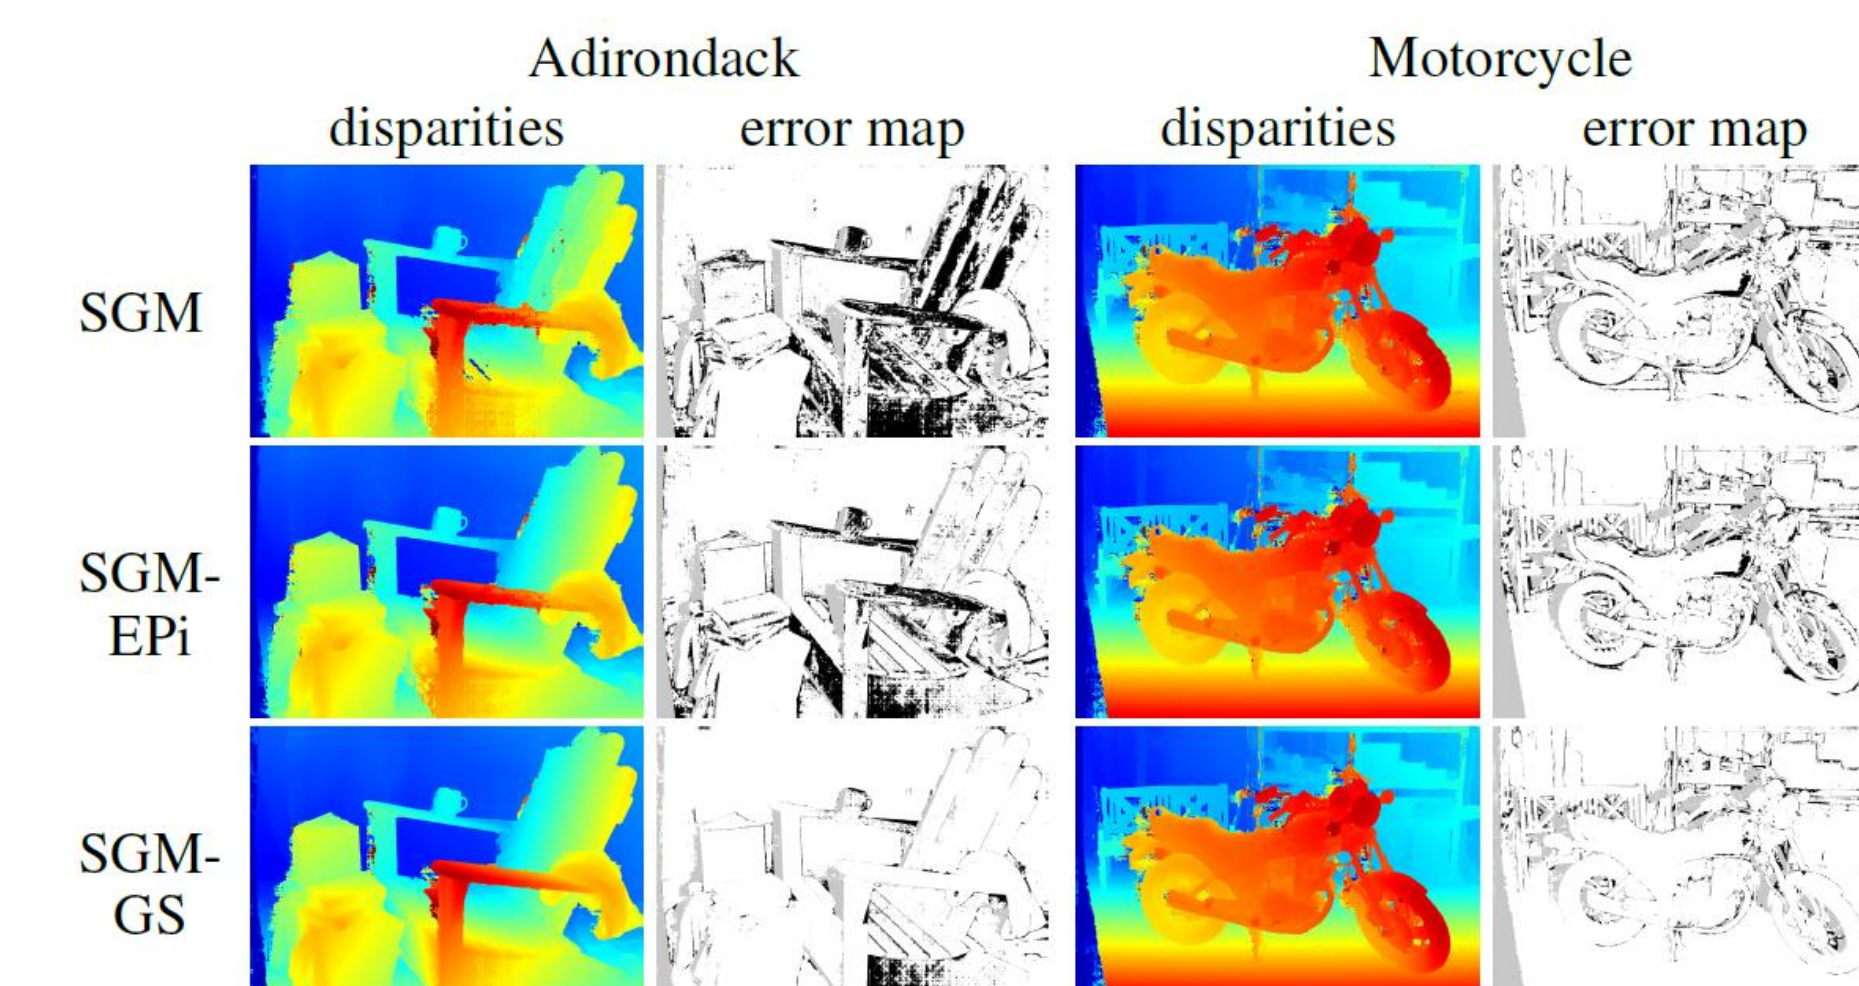 Adirondack Motorcycle
disparities error map disparities error map
SGM
SGM-
EPi
SGM-
GS